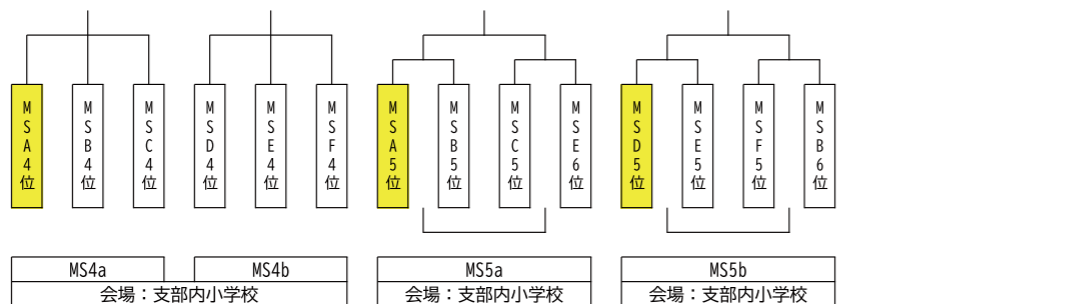 MSA4位
MSB4位
MSC4位
MSD4位
MSE4位
MSF4位
MSA5位
MSB5位
MSC5位
MSE6位
MSD5位
MSE5位
MSF5位
MSB6位
MS4a
MS4b
MS5a
MS5b
会場：支部内小学校
会場：支部内小学校
会場：支部内小学校